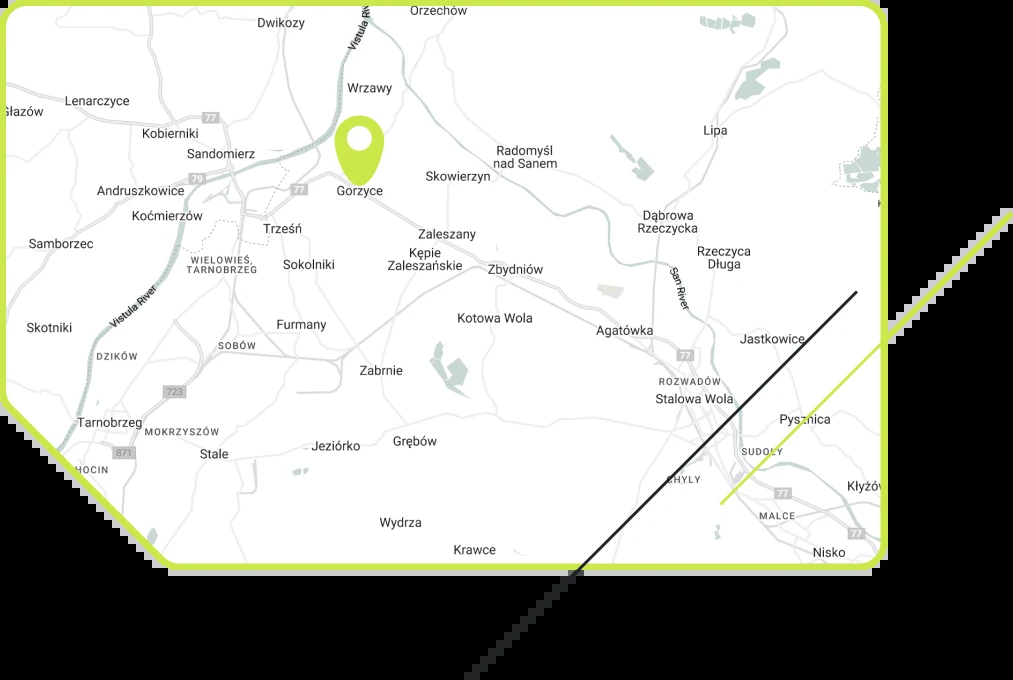 Orzechów
Dwikozy
Vistula Riv
Wrzawy
Lenarczyce
Głazów
77
Kobierniki
Lipa
Sandomierz
Radomyśl
nad Sanem
Skowierzyn
79
77
Andruszkowice
Gorzyce
Koćmierzów
Dąbrowa
Rzeczycka
Trześń
Zaleszany
Samborzec
Kępie
Zaleszańskie
Rzeczyca
Długa
WIELOWIEŚ,
TARNOBRZEG
Sokolniki
Zbydniów
San River
Vistula River
Skotniki
Furmany
Kotowa Wola
Agatówka
Jastkowice
SOBÓW
DZIKÓW
77
Zabrnie
ROZWADÓW
723
Stalowa Wola
Tarnobrzeg
Pysznica
MOKRZYSZÓW
Jeziórko
Grębów
871
Stale
SUDOŁY
HOCIN
CHYLY
Kłyżów
77
MALCE
Wydrza
77
Krawce
Nisko